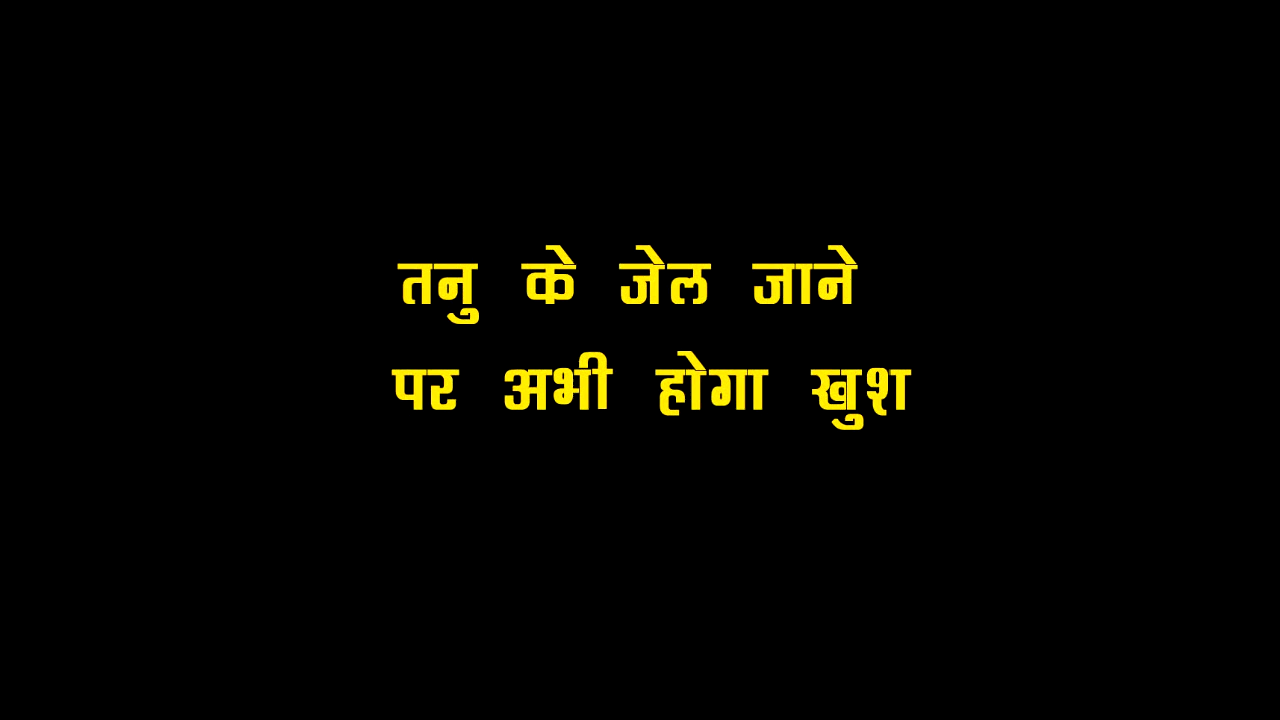 तनु के जेल जाने
पर अभी होगा खुश